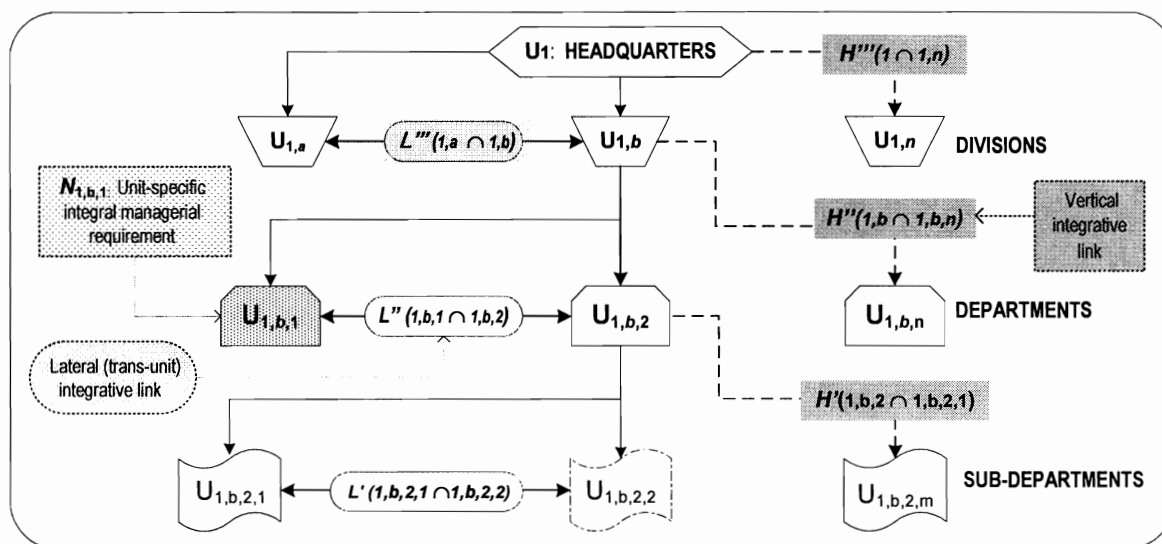 U1: HEADQUARTERS
H'''(1 ∩ 1,n)
U1,a
L'''(1,a ∩ 1,b)
U1,b
U1,n
DIVISIONS
N1,b,1: Unit-specific
integral managerial
requirement
H''(1,b ∩ 1,b,n)
Vertical
integrative
link
U1,b,1
L'' (1,b,1 ∩ 1,b,2)
U1,b,2
U1,b,n
DEPARTMENTS
Lateral (trans-unit)
integrative link
H'(1,b,2 ∩ 1,b,2,1)
U1,b,2,1
L' (1,b,2,1 ∩1,b,2,2)
U1,b,2,2
U1,b,2,m
SUB-DEPARTMENTS